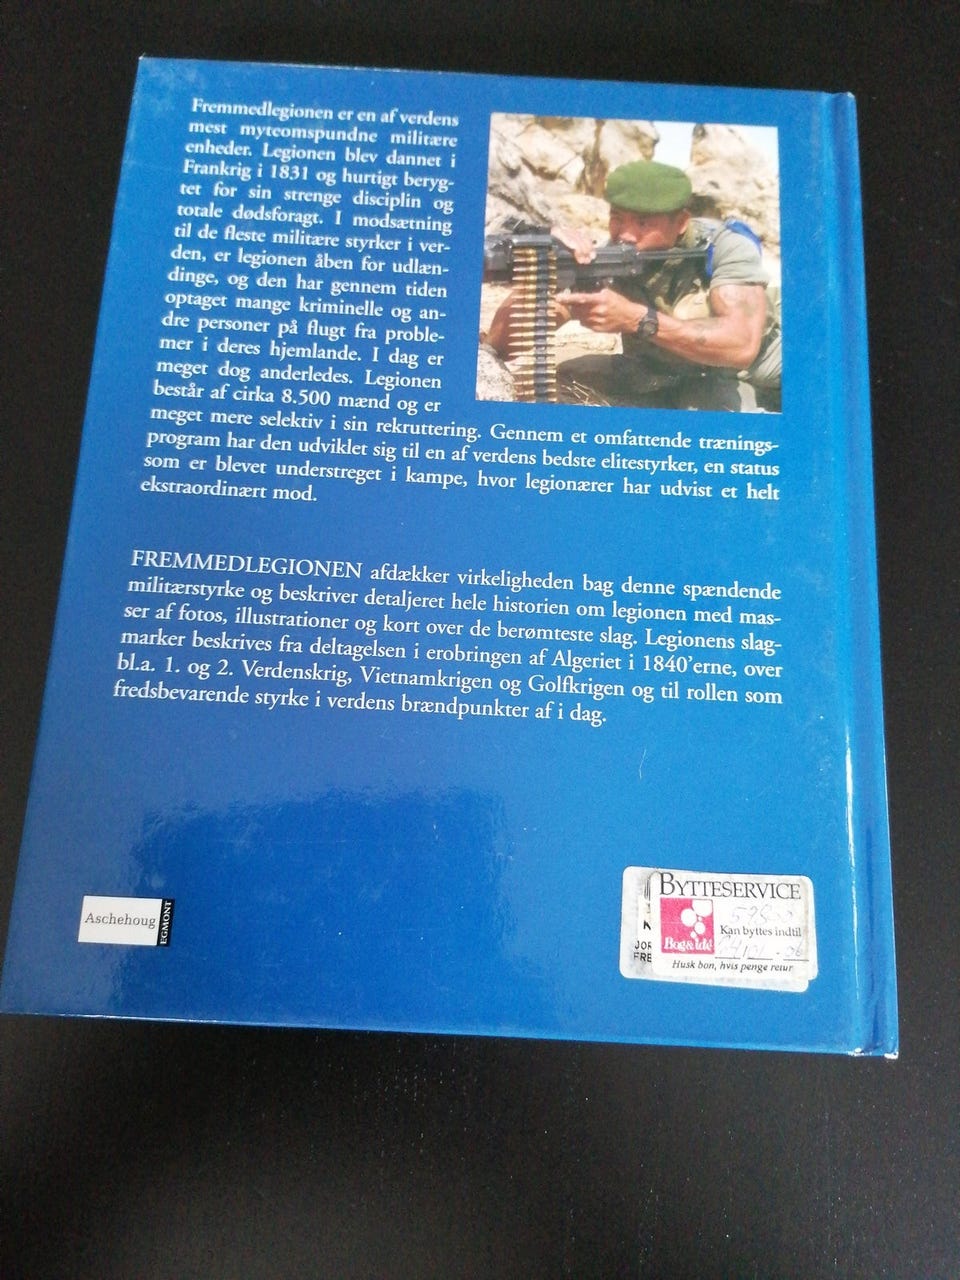 Fremmedlegionen er en af verdens
mest myteomspundne militære
enheder. Legionen blev dannet i
Frankrig i 1831 og hurtigt beryg-
tet for sin strenge disciplin og
totale dødsforagt. I modsætning
til de fleste militære styrker i ver-
den, er legionen åben for udlæn-
dinge, og den har gennem tiden
optaget mange kriminelle og an-
dre personer på flugt fra proble-
mer i deres hjemlande. I dag er
meget dog anderledes. Legionen
består af cirka 8.500 mænd og er
meget mere selektiv i sin rekruttering. Gennem et omfattende trænings-
program har den udviklet sig til en af verdens bedste elitestyrker, en status
som er blevet understreget i kampe, hvor legionærer har udvist et helt
ekstraordinært mod.
FREMMEDLEGIONEN afdækker virkeligheden bag denne spændende
militærstyrke og beskriver detaljeret hele historien om legionen med mas-
ser af fotos, illustrationer og kort over de berømteste slag. Legionens slag-
marker beskrives fra deltagelsen i erobringen af Algeriet i 1840'erne, over
bl.a. 1. og 2. Verdenskrig, Vietnamkrigen og Golfkrigen og til rollen som
fredsbevarende styrke i verdens brændpunkter af i dag.
Aschehoug
EGMONT
BYTTESERVICE
Kan byttes indtil
Bog&idé
Husk bon, hvis penge retur
JOR
FRE